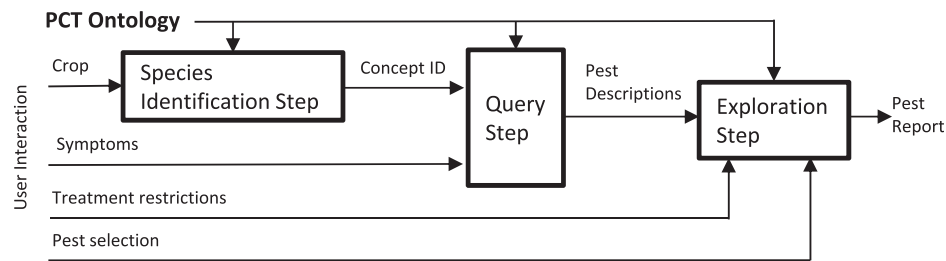 PCT Ontology
Crop
Species
Identification Step
Concept ID
Query
Step
Pest
Descriptions
Exploration
Step
Pest
Report
Symptoms
Treatment restrictions
Pest selection
User Interaction